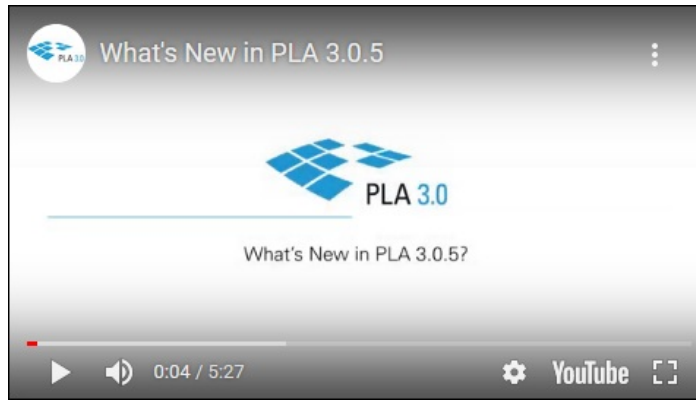 PLA 3.0
What's New in PLA 3.0.5
PLA 3.0
What's New in PLA 3.0.5?
0:04 / 5:27
YouTube